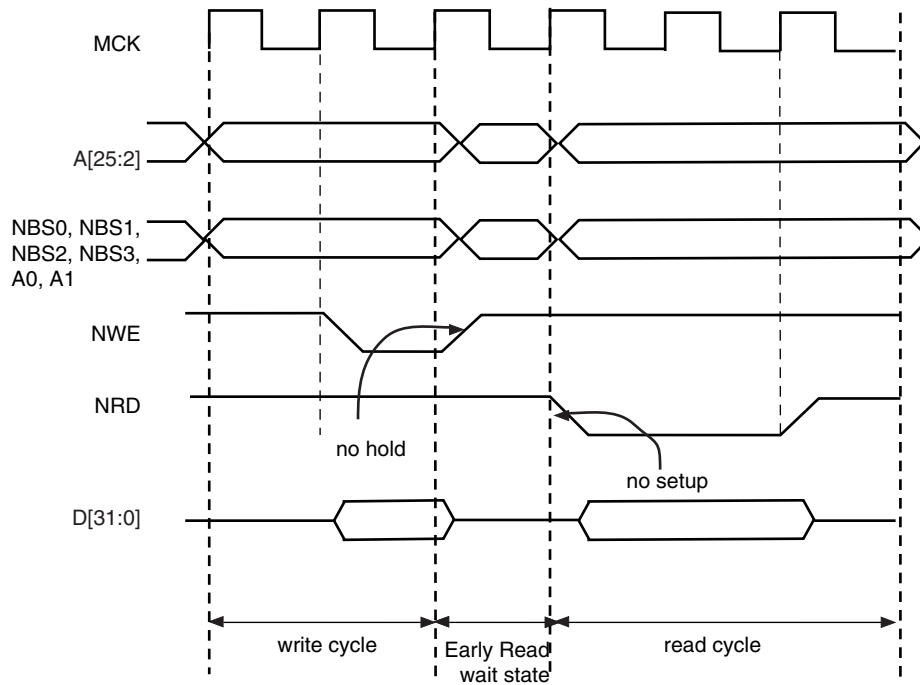 MCK
A[25:2]
NBS0, NBS1,
NBS2, NBS3,
A0, A1
NWE
NRD
no hold
no setup
D[31:0]
write cycle
Early Read
wait state
read cycle